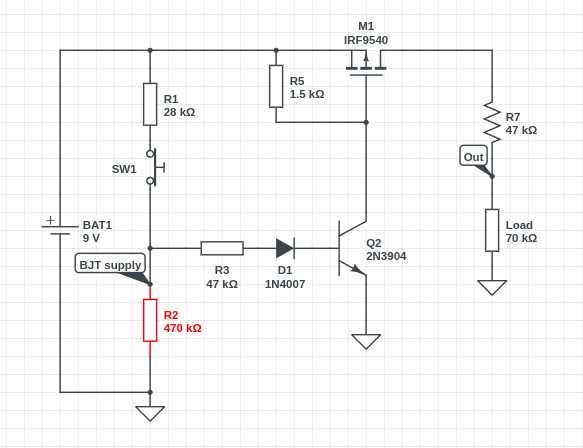 M1
IRF9540
R1
28 kΩ
R5
1.5 kΩ
R7
47 kΩ
Out
SW1
BAT1
9 V
Load
70 kΩ
Q2
2N3904
BJT supply
R3
47 kΩ
D1
1N4007
R2
470 kΩ